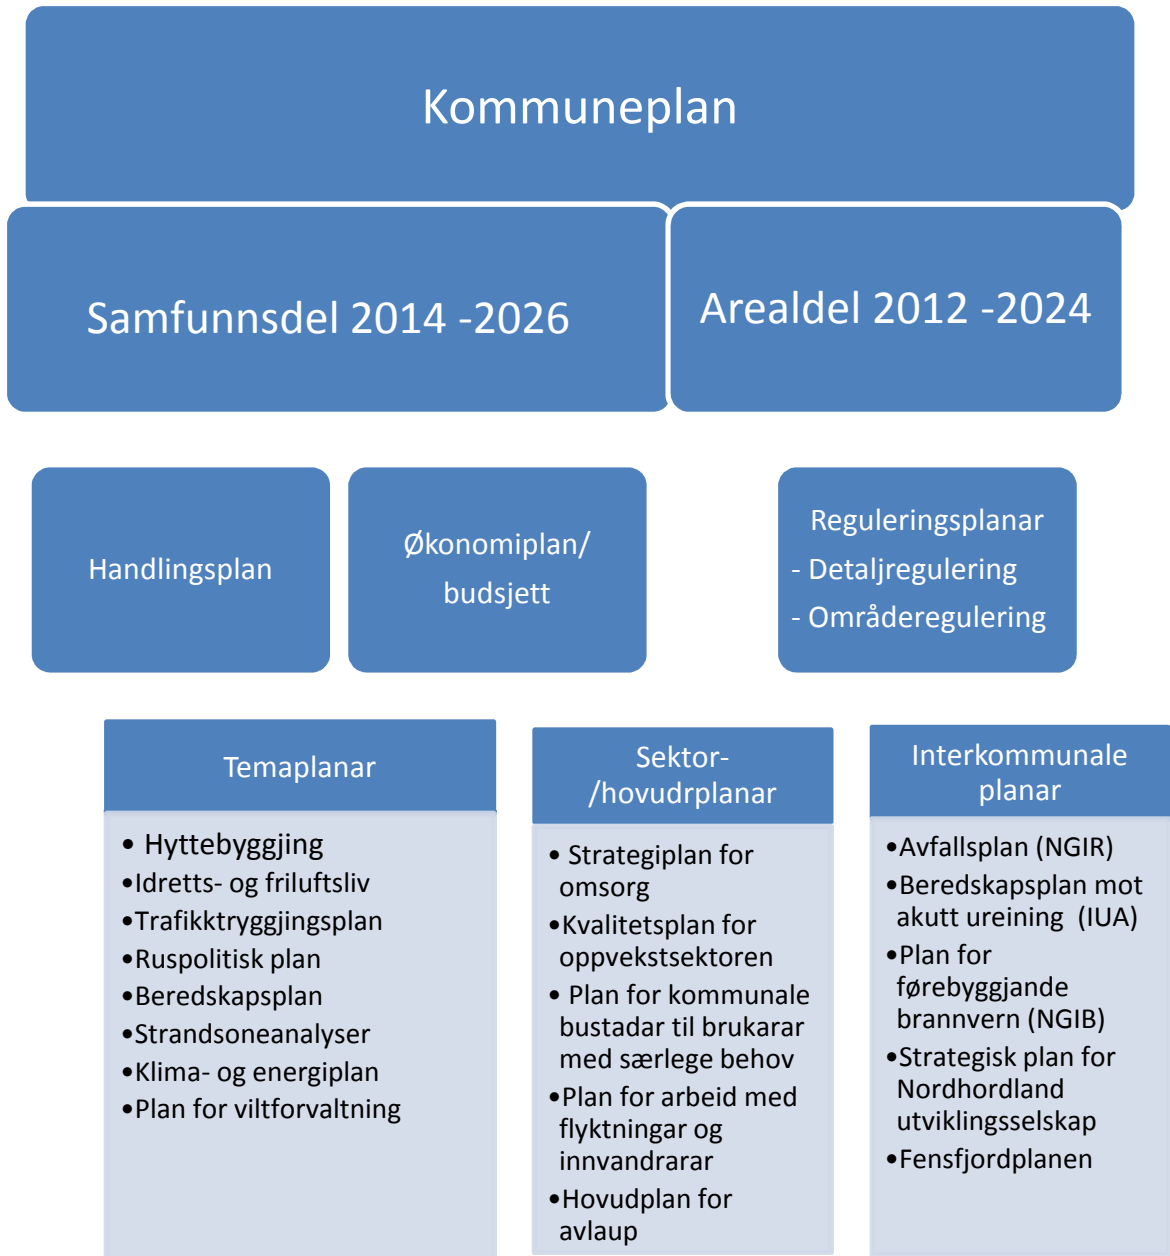 Kommuneplan
Samfunnsdel 2014 -2026
Arealdel 2012 -2024
Handlingsplan
Økonomiplan/
budsjett
Reguleringsplanar
- Detaljregulering
- Områderegulering
Temaplanar
• Hyttebyggjing
•Idretts- og friluftsliv
•Trafikktryggjingsplan
•Ruspolitisk plan
•Beredskapsplan
•Strandsoneanalyser
•Klima- og energiplan
•Plan for viltforvaltning
Sektor-
/hovudrplanar
• Strategiplan for
omsorg
•Kvalitetsplan for
oppvekstsektoren
• Plan for kommunale
bustadar til brukarar
med særlege behov
•Plan for arbeid med
flyktningar og
innvandrarar
•Hovudplan for
avlaup
Interkommunale
planar
•Avfallsplan (NGIR)
•Beredskapsplan mot
akutt ureining (IUA)
•Plan for
førebyggjande
brannvern (NGIB)
•Strategisk plan for
Nordhordland
utviklingsselskap
•Fensfjordplanen